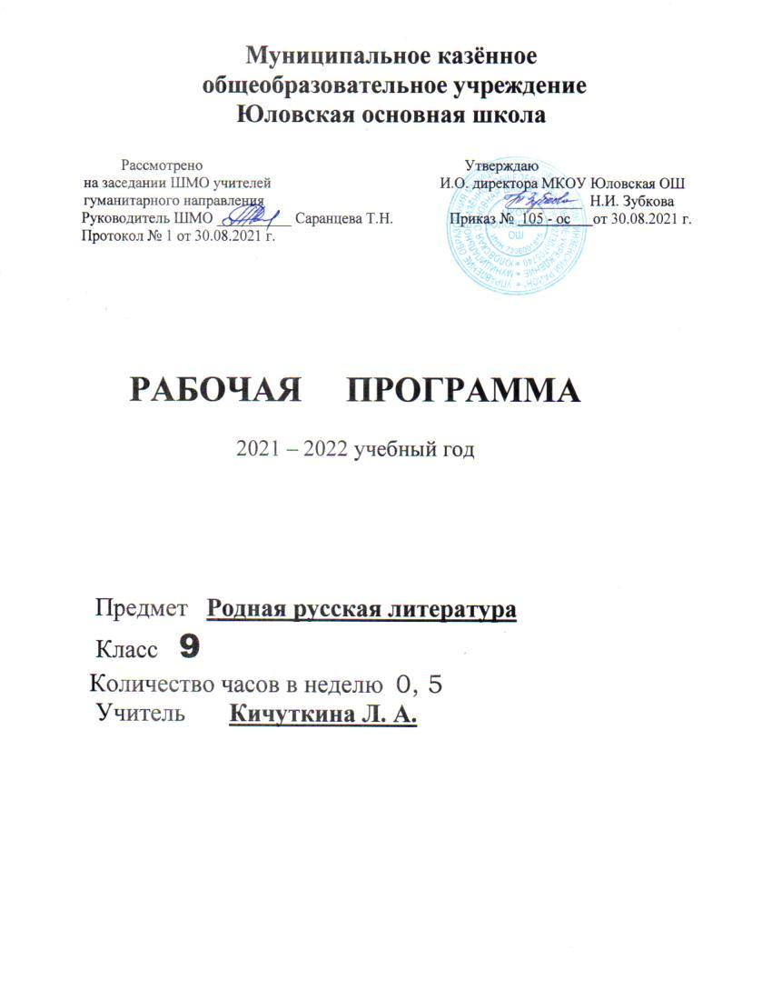 Муниципальное казённое
общеобразовательное учреждение
Юловская основная школа
Рассмотрено
на заседании ШМО учителей
гуманитарного направления
Руководитель ШМО __________ Саранцева Т.Н.
Протокол № 1 от 30.08.2021 г.
Утверждаю
И.О. директора МКОУ Юловская ОШ
__________ Н.И. Зубкова
Приказ № 105 - ос___от 30.08.2021 г.
РАБОЧАЯ ПРОГРАММА
2021 – 2022 учебный год
Предмет Родная русская литература
Класс 9
Количество часов в неделю 0, 5
Учитель Кичуткина Л. А.